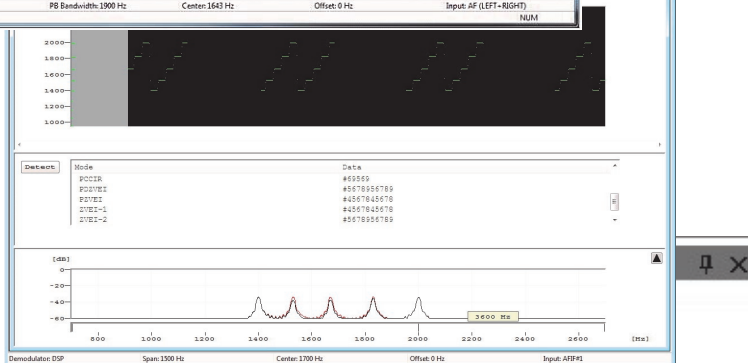 PB Bandwidth: 1900 Hz Center: 1643 Hz Offset: 0 Hz Input: AF (LEFT+RIGHT)
NUM
2000
1800
1600
1400
1200
1000
Detect Mode Data
PCCIR #69569
PDZVEI #5678956789
PZVEI #4567845678
ZVEI-1 #4567845678
ZVEI-2 #5678956789
[dB]
0
-20
-40
-60
3600 Hz
800 1000 1200 1400 1600 1800 2000 2200 2400 2600 [Hz]
Demodulator: DSP Span: 1500 Hz Center: 1700 Hz Offset: 0 Hz Input: AFIF#1